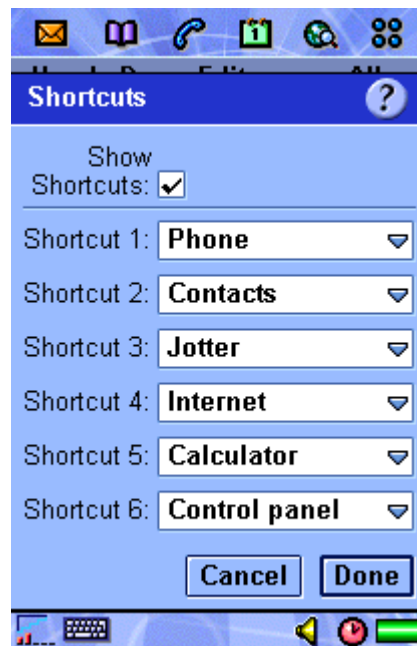 Shortcuts ?
Show
Shortcuts:
Shortcut 1: Phone
Shortcut 2: Contacts
Shortcut 3: Jotter
Shortcut 4: Internet
Shortcut 5: Calculator
Shortcut 6: Control panel
Cancel Done